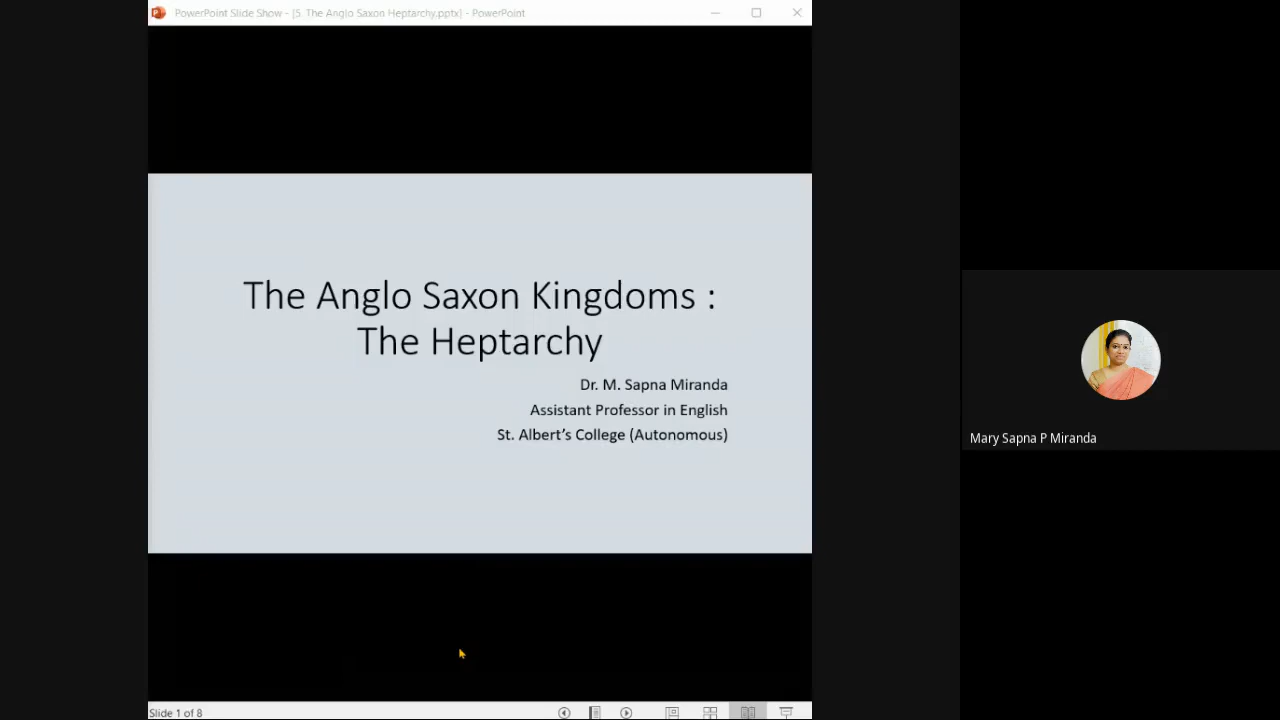 PowerPoint Slide Show - [5. The Anglo Saxon Heptarchy.pptx] - PowerPoint
The Anglo Saxon Kingdoms :
The Heptarchy
Dr. M. Sapna Miranda
Assistant Professor in English
St. Albert’s College (Autonomous)
Mary Sapna P Miranda
Slide 1 of 8